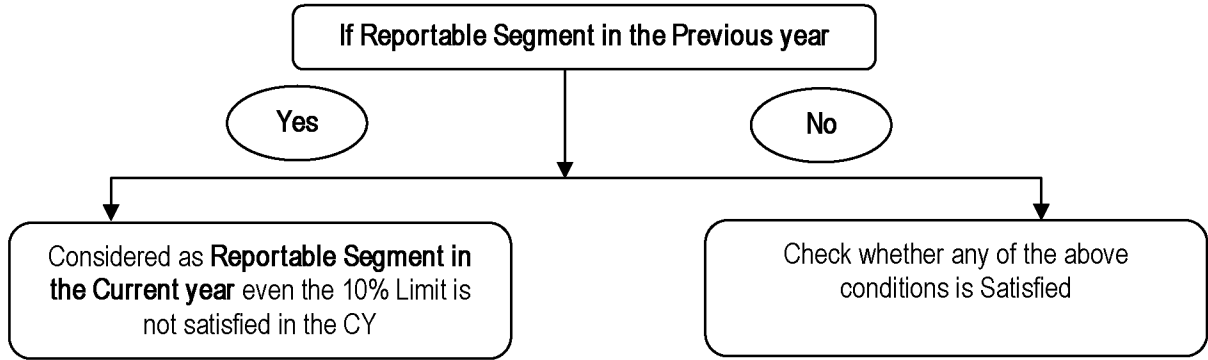 If Reportable Segment in the Previous year
Yes
No
Considered as Reportable Segment in
the Current year even the 10% Limit is
not satisfied in the CY
Check whether any of the above
conditions is Satisfied